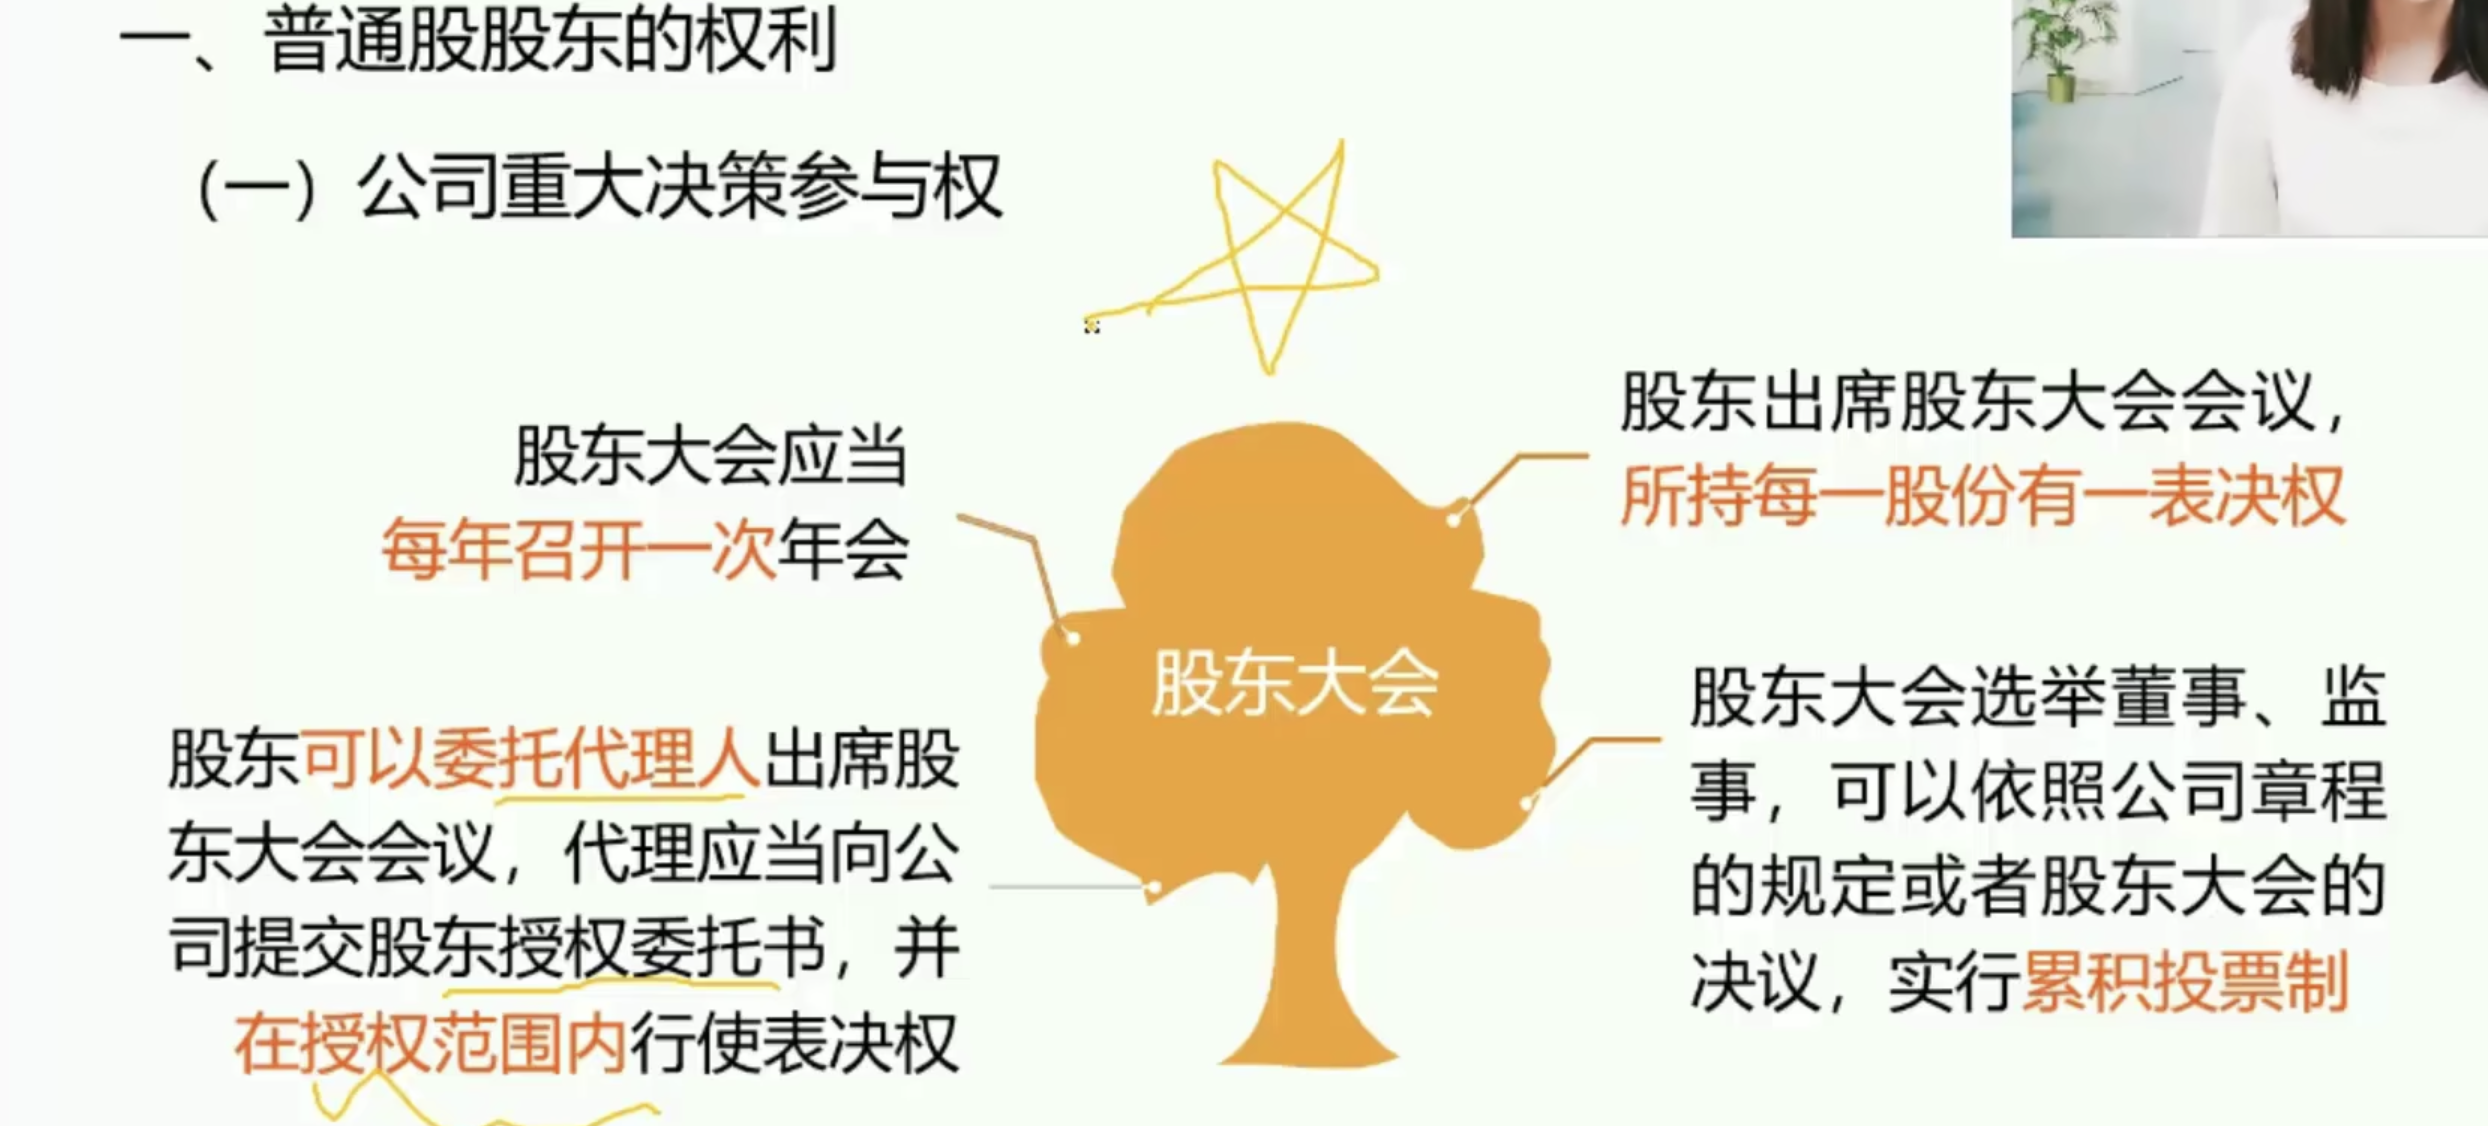 一、普通股股东的权利
（一）公司重大决策参与权
股东大会应当
每年召开一次年会
股东可以委托代理人出席股
东大会会议，代理应当向公
司提交股东授权委托书，并
在授权范围内行使表决权
股东大会
股东出席股东大会会议，
所持每一股份有一表决权
股东大会选举董事、监
事，可以依照公司章程
的规定或者股东大会的
决议，实行累积投票制